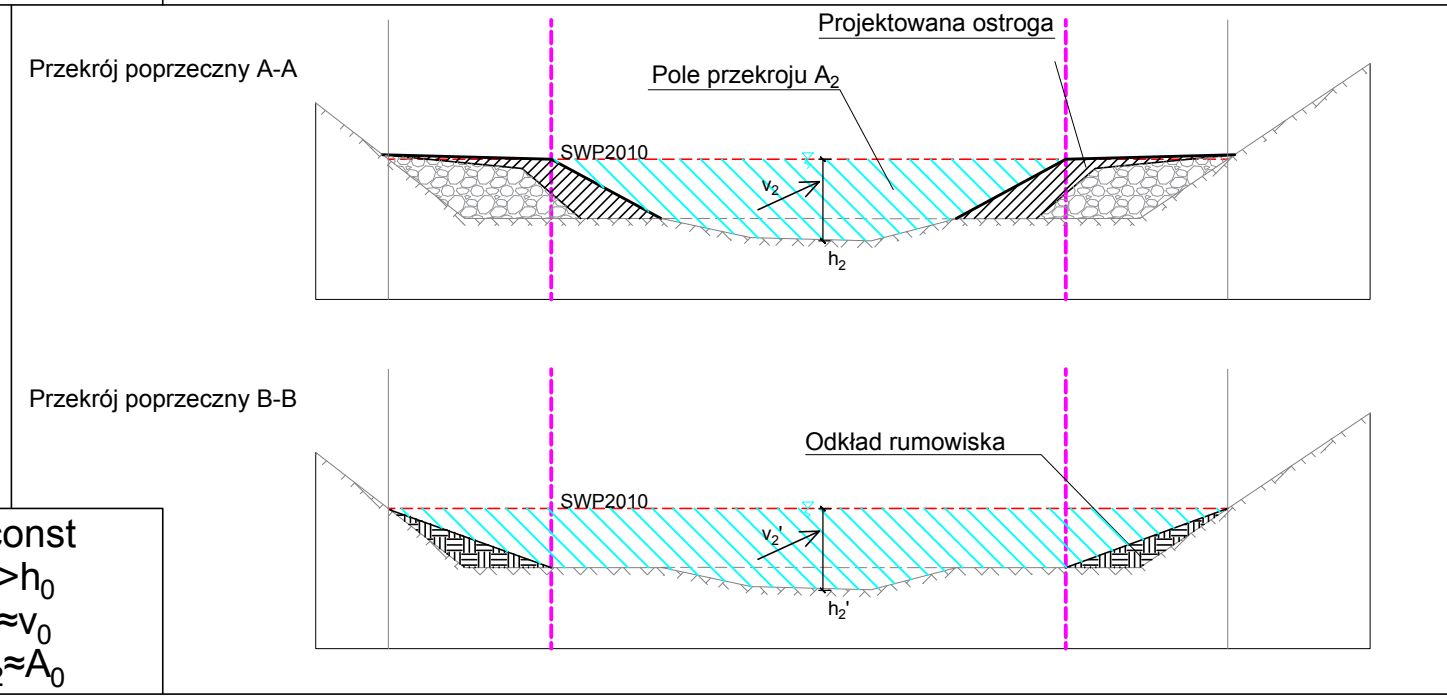 Projektowana ostroga
Przekrój poprzeczny A-A
Pole przekroju A₂
SWP2010
v₂
h₂
Przekrój poprzeczny B-B
Odkład rumowiska
SWP2010
v₂'
h₂'
const
>h₀
≈v₀
₂≈A₀